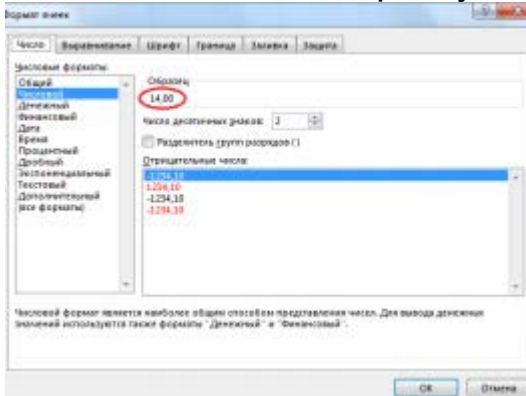 Формат ячеек
Число Выравнивание Шрифт Граница Заливка Защита
Числовые форматы:
Общий
Числовой
Денежный
Финансовый
Дата
Время
Процентный
Дробный
Экспоненциальный
Текстовый
Дополнительный
(все форматы)
Образец
14,00
Число десятичных знаков: 2
Разделитель групп разрядов ()
Отрицательные числа:
-1234,10
1234,10
-1234,10
-1234,10
Числовой формат является наиболее общим способом представления чисел. Для вывода денежных
значений используются также форматы "Денежный" и "Финансовый".
ОК Отмена